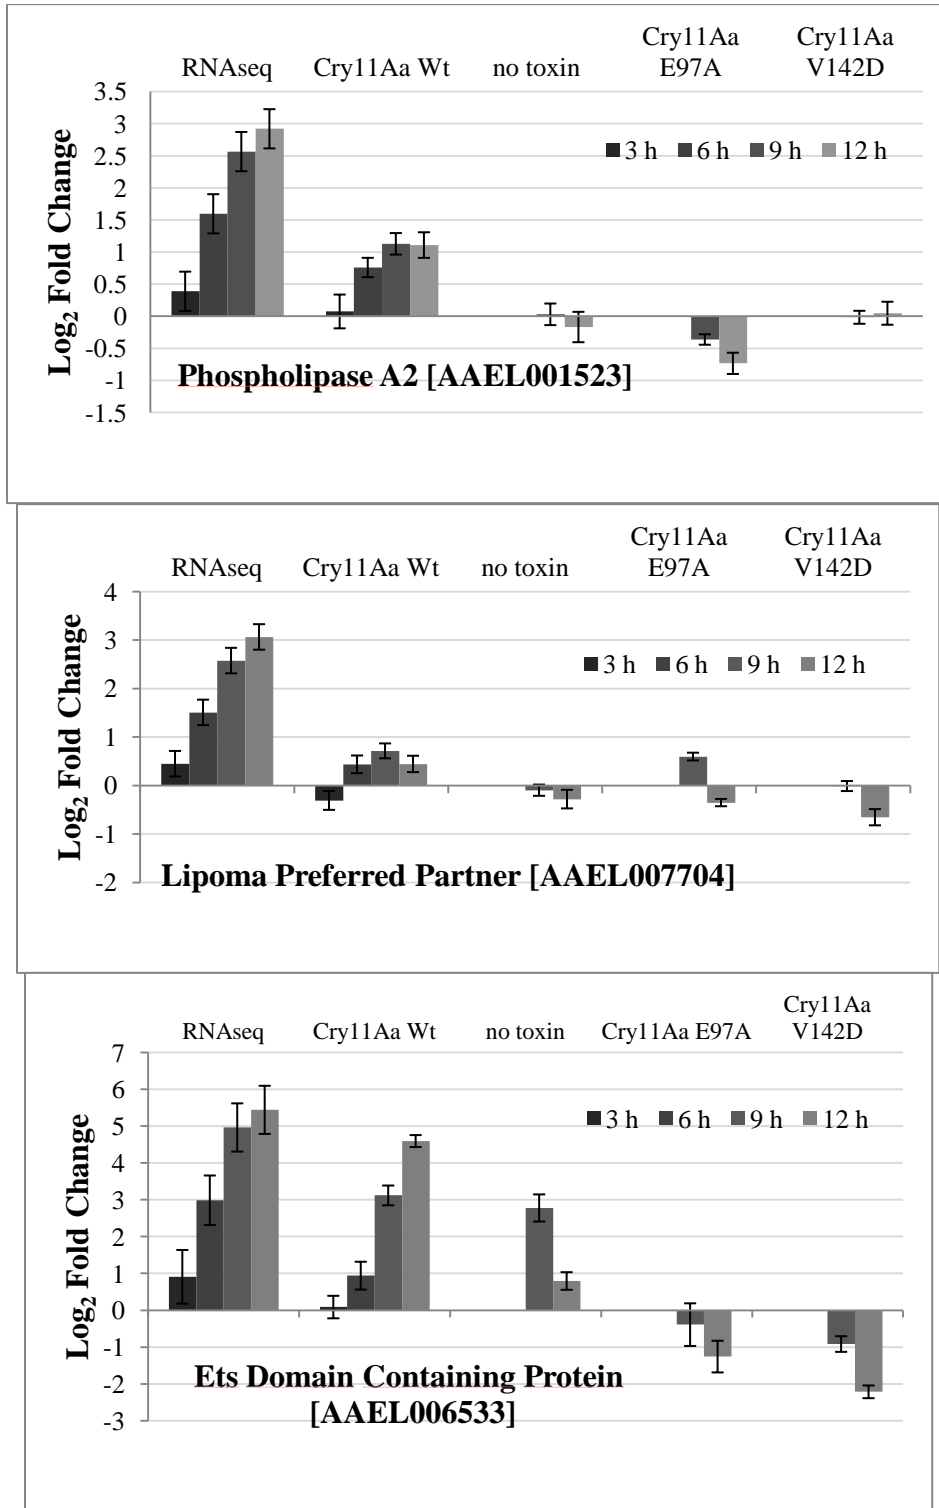 RNAseq Cry11Aa Wt no toxin Cry11Aa E97A Cry11Aa V142D
3.5
3
2.5
2
1.5
1
0.5
0
-0.5
-1
-1.5
Log2 Fold Change
3 h 6 h 9 h 12 h
Phospholipase A2 [AAEL001523]
RNAseq Cry11Aa Wt no toxin Cry11Aa E97A Cry11Aa V142D
4
3
2
1
0
-1
-2
Log2 Fold Change
3 h 6 h 9 h 12 h
Lipoma Preferred Partner [AAEL007704]
RNAseq Cry11Aa Wt no toxin Cry11Aa E97A Cry11Aa V142D
7
6
5
4
3
2
1
0
-1
-2
-3
Log2 Fold Change
3 h 6 h 9 h 12 h
Ets Domain Containing Protein
[AAEL006533]